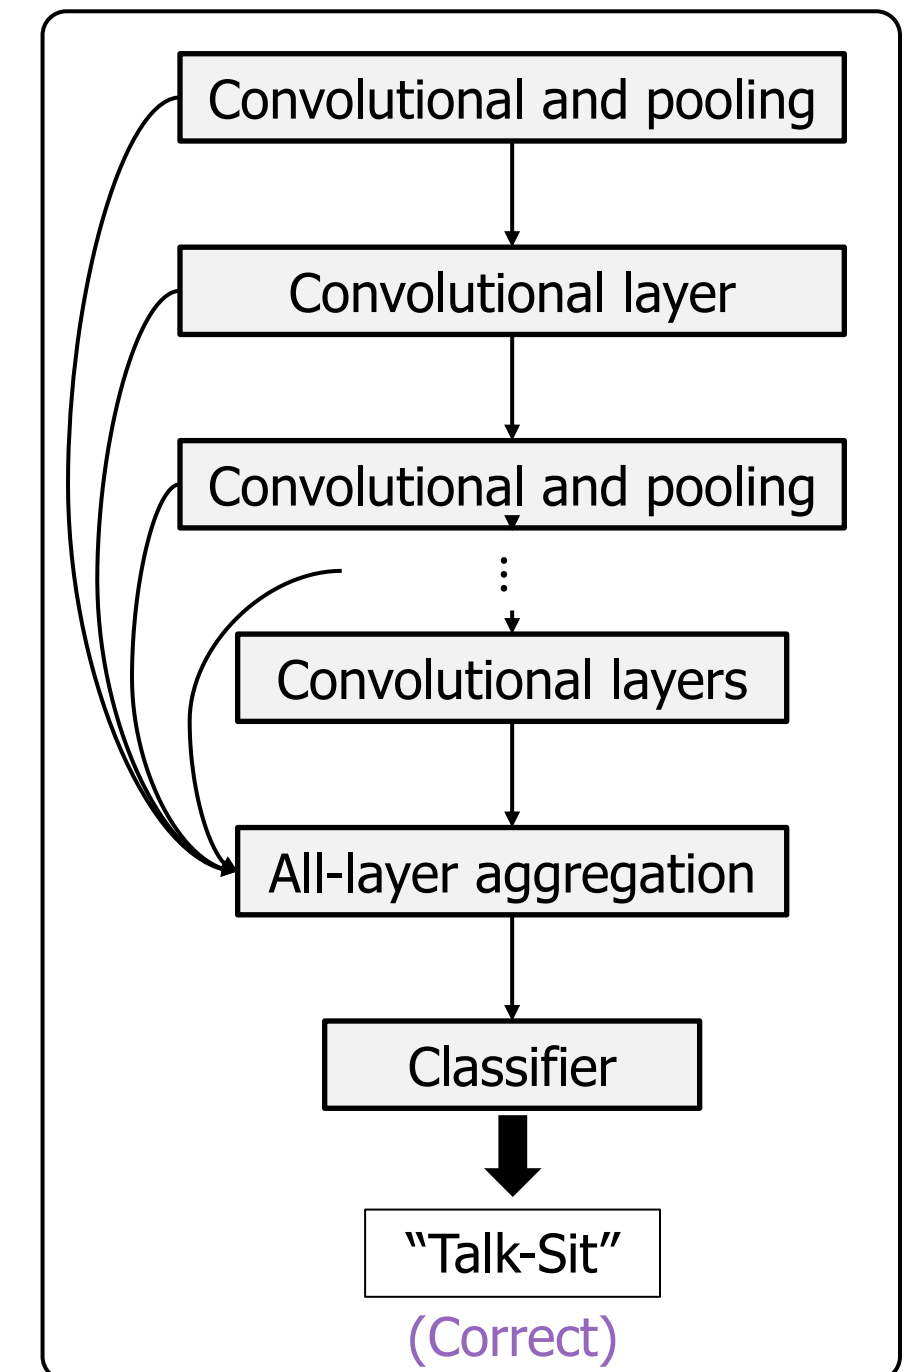 Convolutional and pooling
Convolutional layer
Convolutional and pooling
...
Convolutional layers
All-layer aggregation
Classifier
“Talk-Sit”
(Correct)